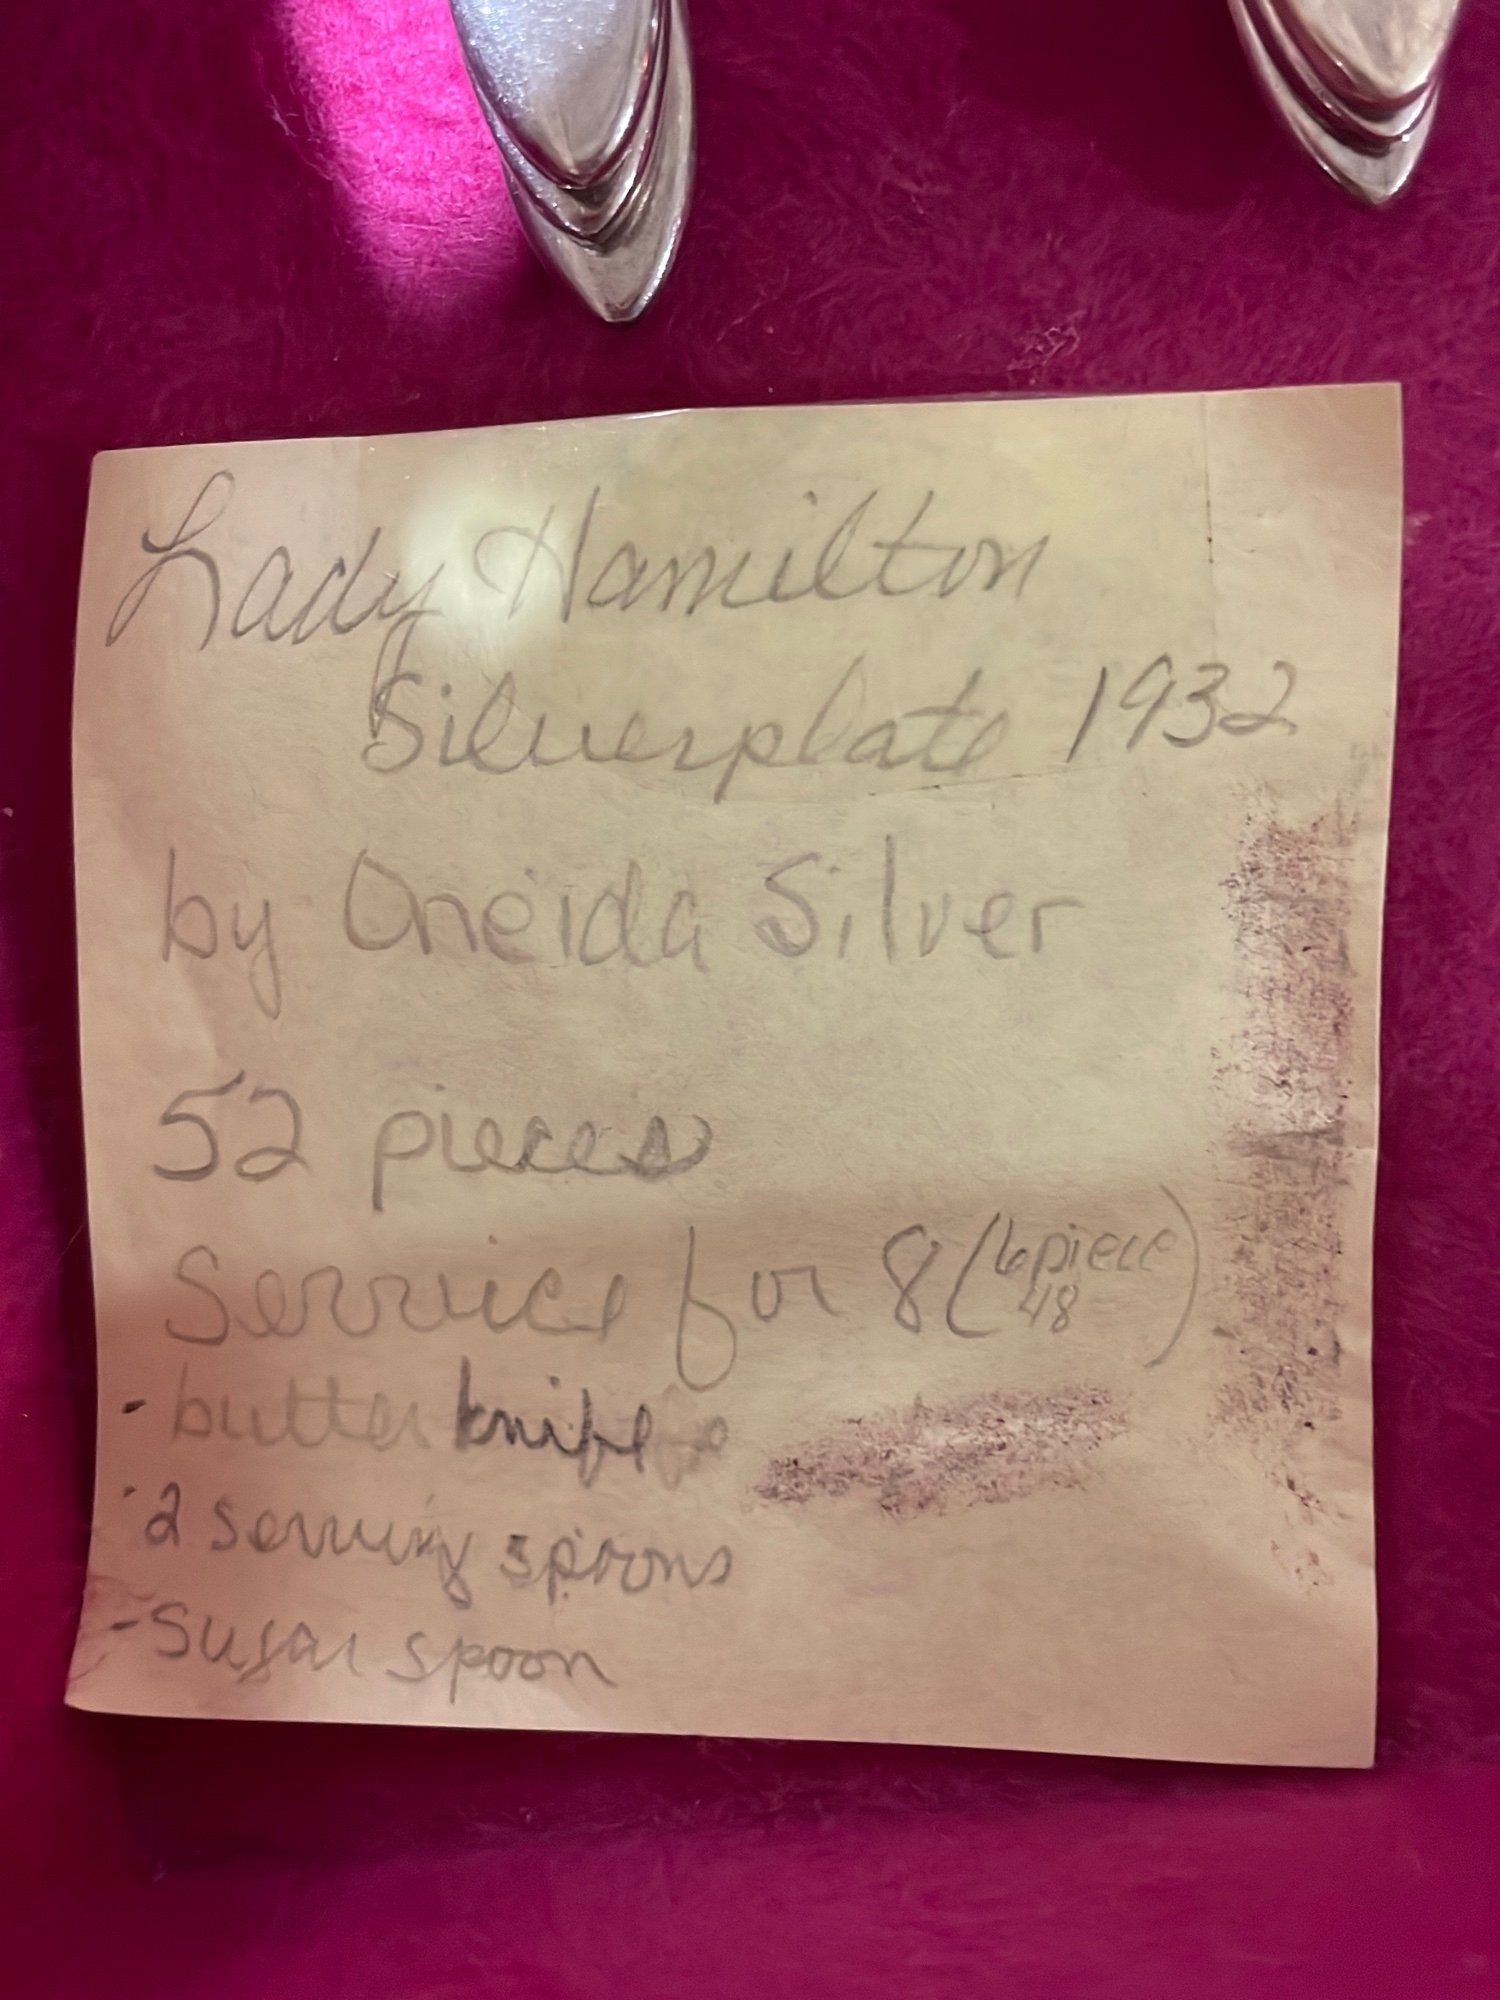 Lady Hamilton
Silverplate 1932
by Oneida Silver
52 pieces
Service for 8 (6 piece
48)
- butter knife
- 2 serving spoons
- Sugar spoon